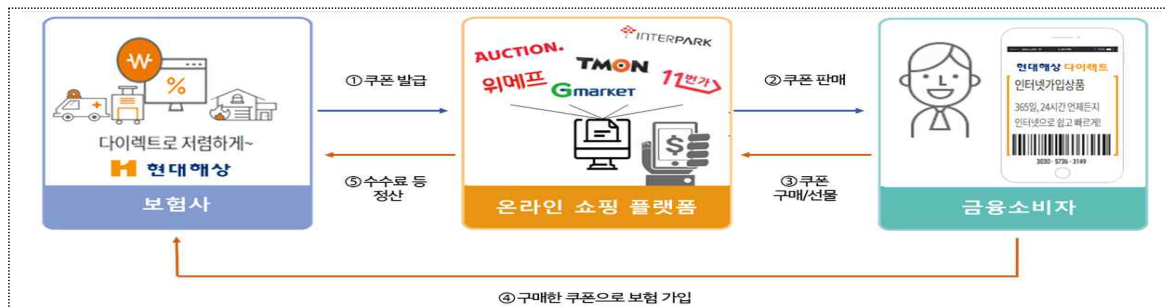 ₩
%
다이렉트로 저렴하게~
현대해상
보험사
① 쿠폰 발급
⑤ 수수료 등
정산
INTERPARK
AUCTION.
TMON
위메프
11번가
Gmarket
$
온라인 쇼핑 플랫폼
② 쿠폰 판매
③ 쿠폰
구매/선물
현대해상 다이렉트
인터넷가입상품
365일, 24시간 언제든지
인터넷으로 쉽고 빠르게!
3030 - 5736 - 3149
금융소비자
④ 구매한 쿠폰으로 보험 가입